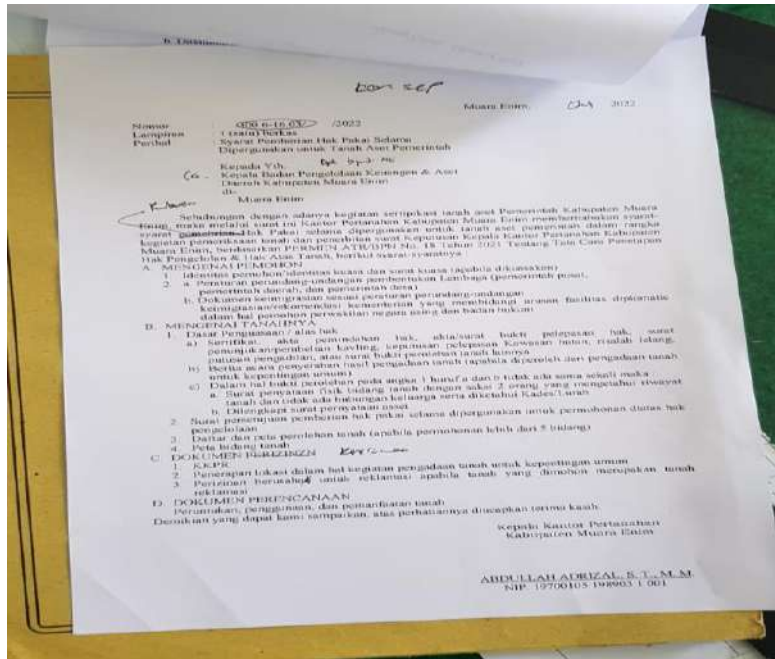 konsep
Muara Enim, Juli 2022
Nomor : /2022
Lampiran : 1 (satu) Berkas
Perihal : Syarat Pemberian Hak Pakai Selama
Dipergunakan untuk Tanah Aset Pemerintah
Kepada Yth.
Kepala Badan Pengelolaan Keuangan & Aset
Daerah Kabupaten Muara Enim
di-
Muara Enim
Sehubungan dengan adanya kegiatan sertipikasi tanah aset Pemerintah Kabupaten Muara
Enim, maka melalui surat ini Kantor Pertanahan Kabupaten Muara Enim memberitahukan syarat-
syarat Hak Pakai selama dipergunakan untuk tanah aset pemerintah dalam rangka
kegiatan pemeriksaan tanah dan penerbitan surat Keputusan Kepala Kantor Pertanahan Kabupaten
Muara Enim, berdasarkan PERMEN ATR/BPN No. 18 Tahun 2021 Tentang Tata Cara Penetapan
Hak Pengelolaan & Hak Atas Tanah, berikut syarat-syaratnya
A. MENGENAI PEMOHON
1. Identitas pemohon/identitas kuasa dan surat kuasa (apabila dikuasakan)
2. a. Peraturan perundang-undangan pembentukan Lembaga (pemerintah pusat,
pemerintah daerah, dan pemerintah desa)
b. Dokumen keimigrasian sesuai peraturan perundang-undangan
keimigrasian/rekomendasi kementerian yang membidangi urusan fasilitas diplomatic
dalam hal pemohon perwakilan negara asing dan badan hukum
B. MENGENAI TANAHNYA
1. Dasar Penguasaan / alas hak
a) Sertifikat, akta pemindahan hak, akta/surat bukti pelepasan hak, surat
penunjukan/pembelian kavling, keputusan pelepasan Kawasan hutan, risalah lelang,
putusan pengadilan, atau surat bukti perolehan tanah lainnya
b) Berita acara penyerahan hasil pengadaan tanah (apabila diperoleh dari pengadaan tanah
untuk kepentingan umum)
c) Dalam hal bukti perolehan pada angka 1 huruf a dan b tidak ada sama sekali maka
a. Surat penyataan fisik bidang tanah dengan saksi 2 orang yang mengetahui riwayat
tanah dan tidak ada hubungan keluarga serta diketahui Kades/Lurah
b. Dilengkapi surat pernyataan asset
2. Surat persetujuan pemberian hak pakai selama dipergunakan untuk permohonan diatas hak
pengelolaan
3. Daftar dan peta perolehan tanah (apabila permohonan lebih dari 5 bidang)
4. Peta bidang tanah
C. DOKUMEN PERIZINZN
1. KKPR
2. Penerapan lokasi dalam hal kegiatan pengadaan tanah untuk kepentingan umum
3. Perizinan berusaha untuk reklamasi apabila tanah yang dimohon merupakan tanah
reklamasi
D. DOKUMEN PERENCANAAN
Peruntukan, penggunaan, dan pemanfaatan tanah
Demikian yang dapat kami sampaikan, atas perhatiannya diucapkan terima kasih.
Kepala Kantor Pertanahan
Kabupaten Muara Enim
ABDULLAH ADRIZAL, S.T., M.M.
NIP. 19700105 198903 1 001